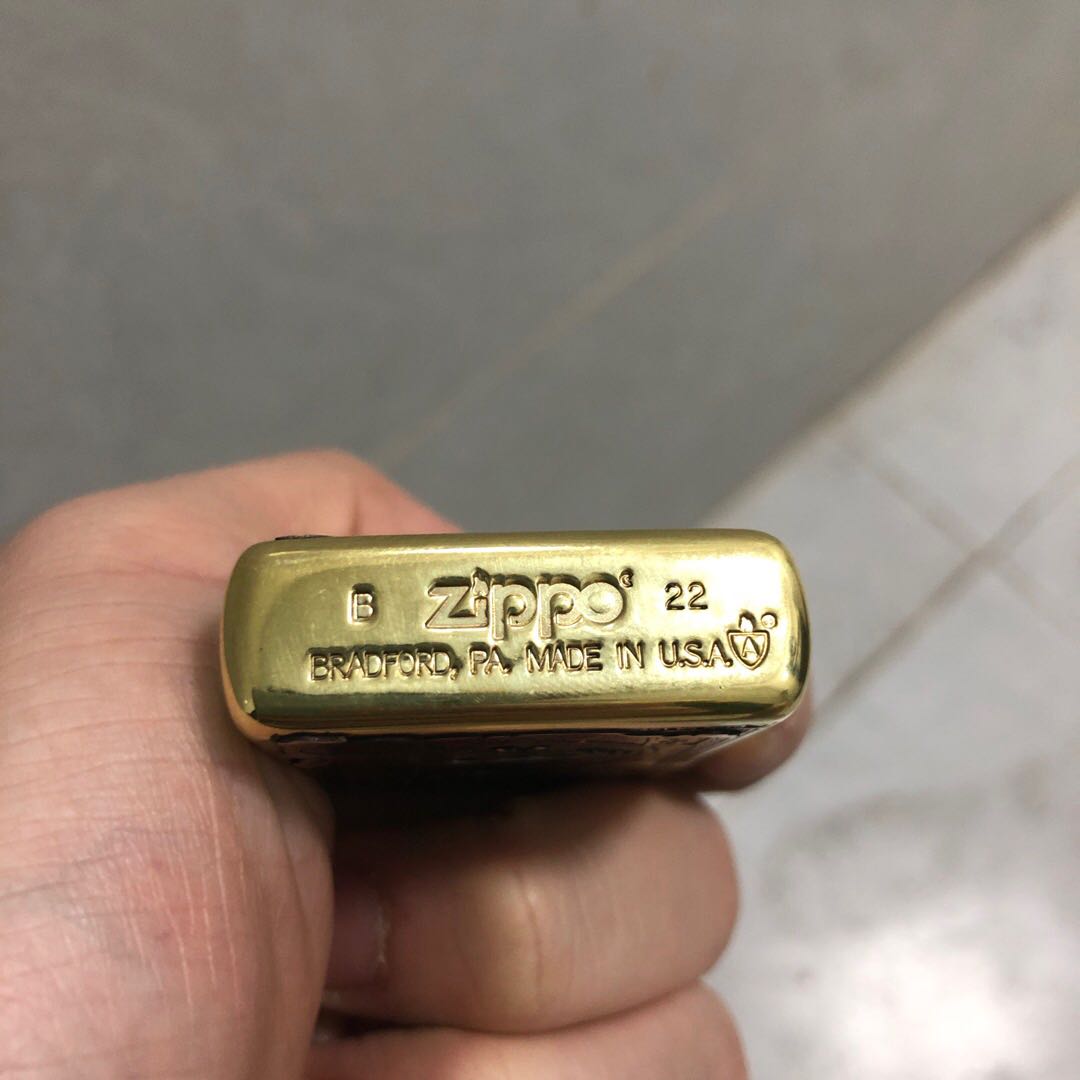 B Zippo 22
BRADFORD, PA. MADE IN U.S.A. A